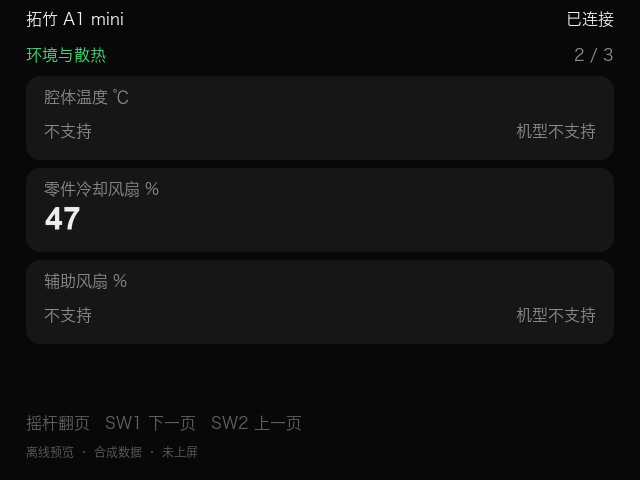 拓竹 A1 mini 已连接
环境与散热 2 / 3
腔体温度 ℃
不支持 机型不支持
零件冷却风扇 %
47
辅助风扇 %
不支持 机型不支持
摇杆翻页 SW1 下一页 SW2 上一页
离线预览 · 合成数据 · 未上屏